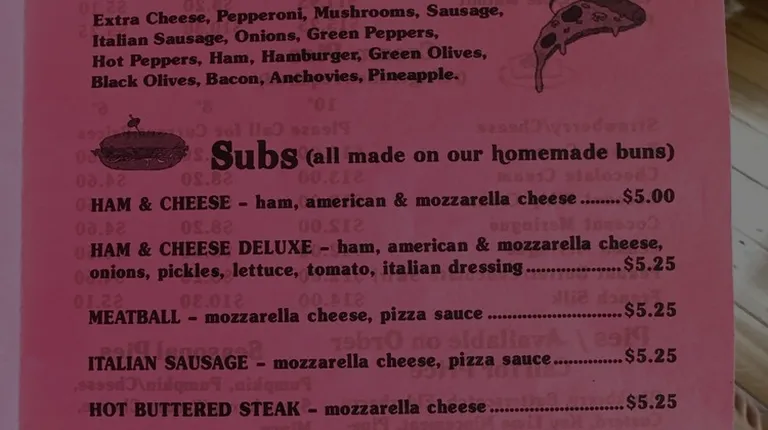 Extra Cheese, Pepperoni, Mushrooms, Sausage,
Italian Sausage, Onions, Green Peppers,
Hot Peppers, Ham, Hamburger, Green Olives,
Black Olives, Bacon, Anchovies, Pineapple.
Subs (all made on our homemade buns)
HAM & CHEESE – ham, american & mozzarella cheese ........$5.00
HAM & CHEESE DELUXE – ham, american & mozzarella cheese,
onions, pickles, lettuce, tomato, italian dressing....................$5.25
MEATBALL – mozzarella cheese, pizza sauce ............................$5.25
ITALIAN SAUSAGE – mozzarella cheese, pizza sauce..............$5.25
HOT BUTTERED STEAK – mozzarella cheese ...........................$5.25